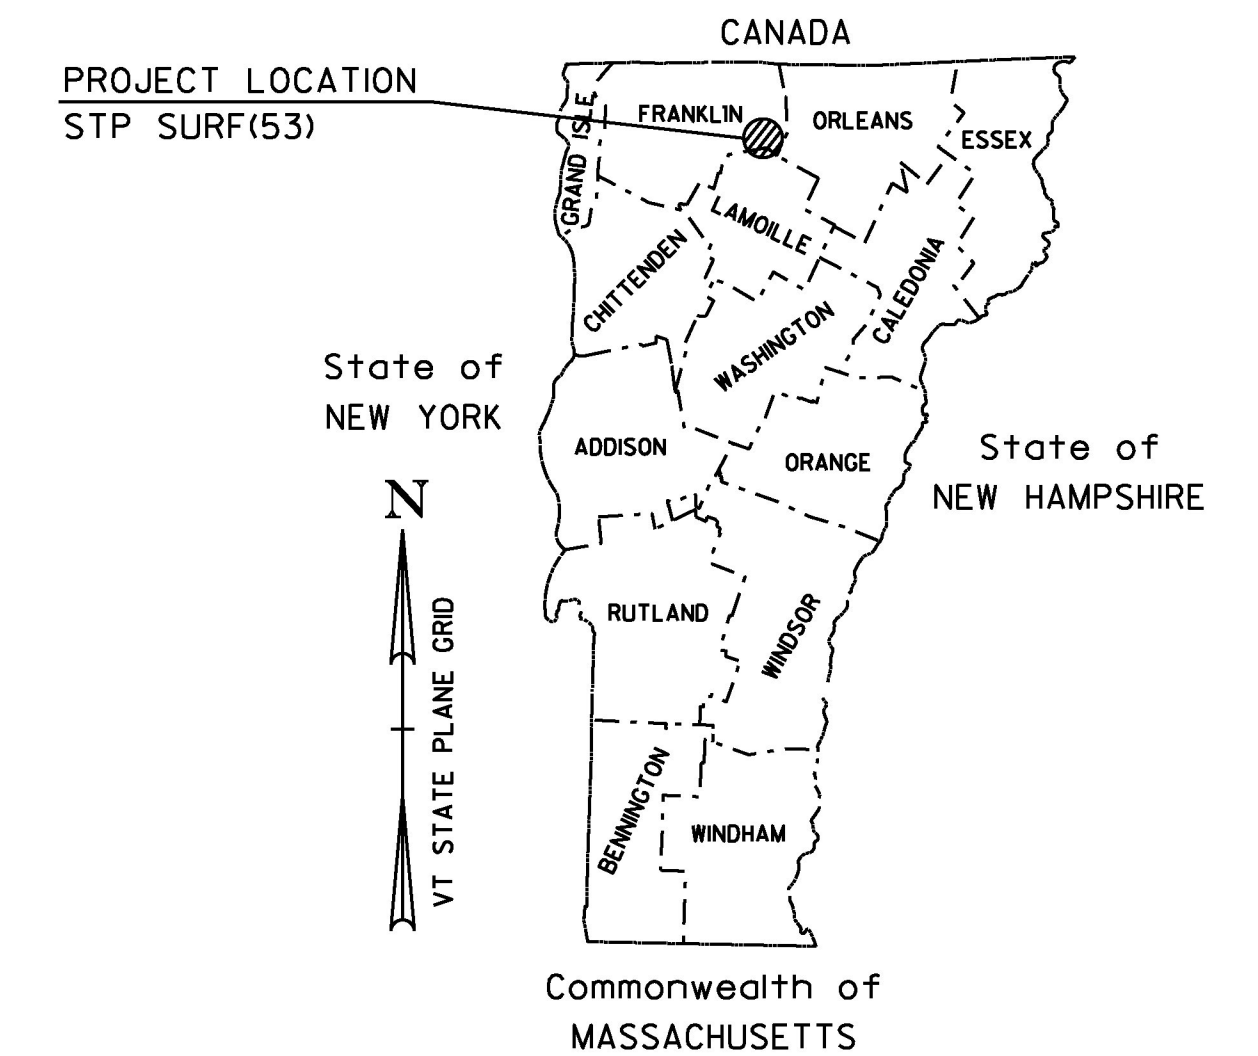 CANADA
PROJECT LOCATION
STP SURF(53)
GRAND ISLE
FRANKLIN
ORLEANS
ESSEX
LAMOILLE
CHITTENDEN
CALEDONIA
WASHINGTON
State of
NEW YORK
ADDISON
ORANGE
State of
NEW HAMPSHIRE
N
VT STATE PLANE GRID
RUTLAND
WINDSOR
BENNINGTON
WINDHAM
Commonwealth of
MASSACHUSETTS